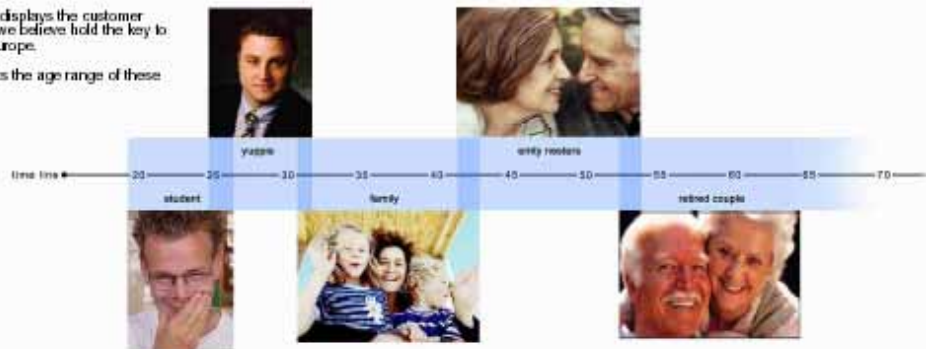 displays the customer
we believe hold the key to
urope.
s the age range of these
yuppie
emty nesters
time line 20 25 30 35 40 45 50 55 60 65 70
student family retired couple